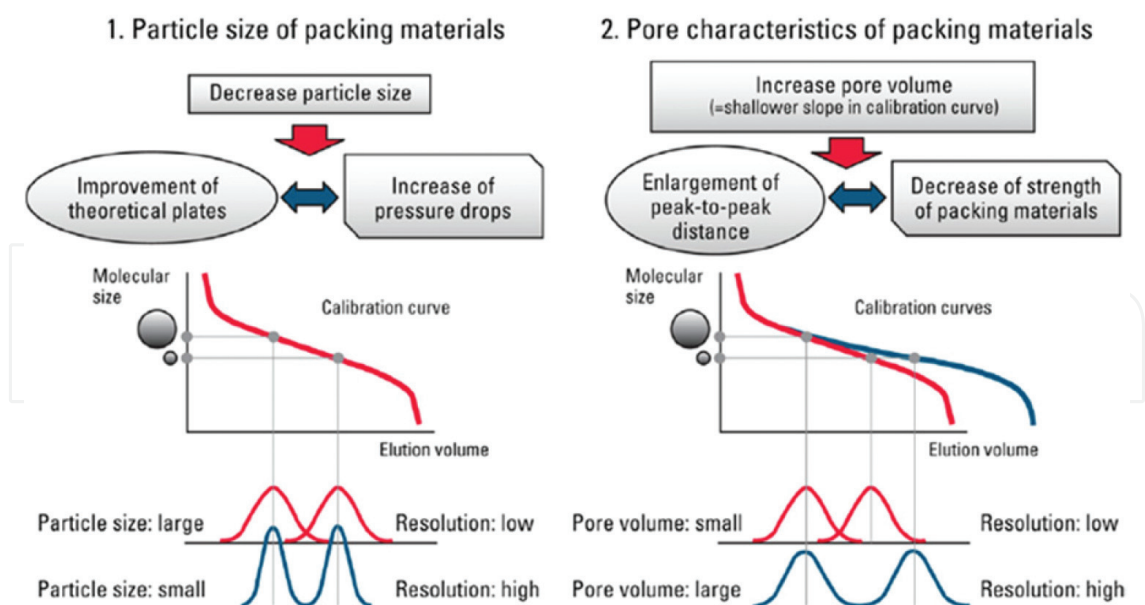 1. Particle size of packing materials
Decrease particle size
Improvement of
theoretical plates
Increase of
pressure drops
Molecular
size
Calibration curve
Elution volume
Particle size: large
Resolution: low
Particle size: small
Resolution: high
2. Pore characteristics of packing materials
Increase pore volume
(=shallower slope in calibration curve)
Enlargement of
peak-to-peak
distance
Decrease of strength
of packing materials
Molecular
size
Calibration curves
Elution volume
Pore volume: small
Resolution: low
Pore volume: large
Resolution: high